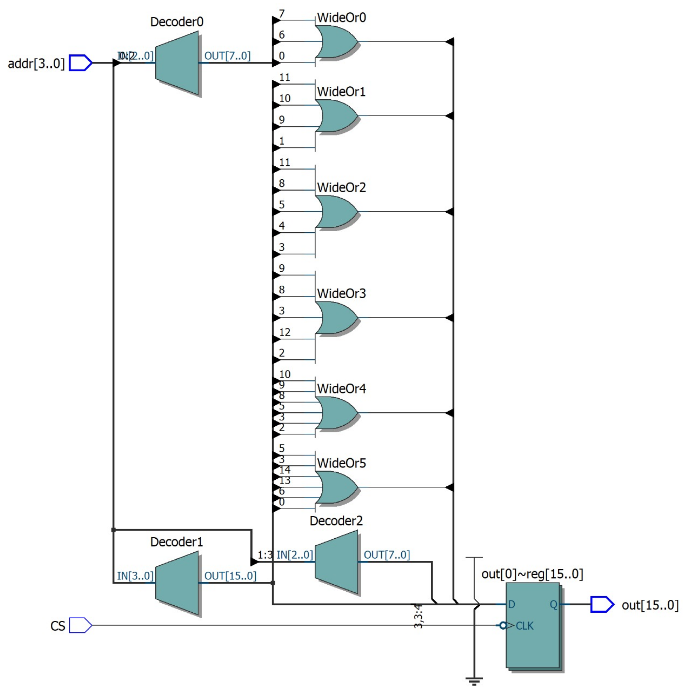 Decoder0
addr[3..0]
IN[2..0]
OUT[7..0]
7
6
0
WideOr0
11
10
9
1
WideOr1
11
8
5
4
3
WideOr2
9
8
3
12
2
WideOr3
10
9
8
5
3
2
WideOr4
5
3
14
13
6
0
WideOr5
Decoder2
1:3
IN[2..0]
OUT[7..0]
Decoder1
IN[3..0]
OUT[15..0]
3,3:4
out[0]~reg[15..0]
D
Q
CLK
out[15..0]
CS